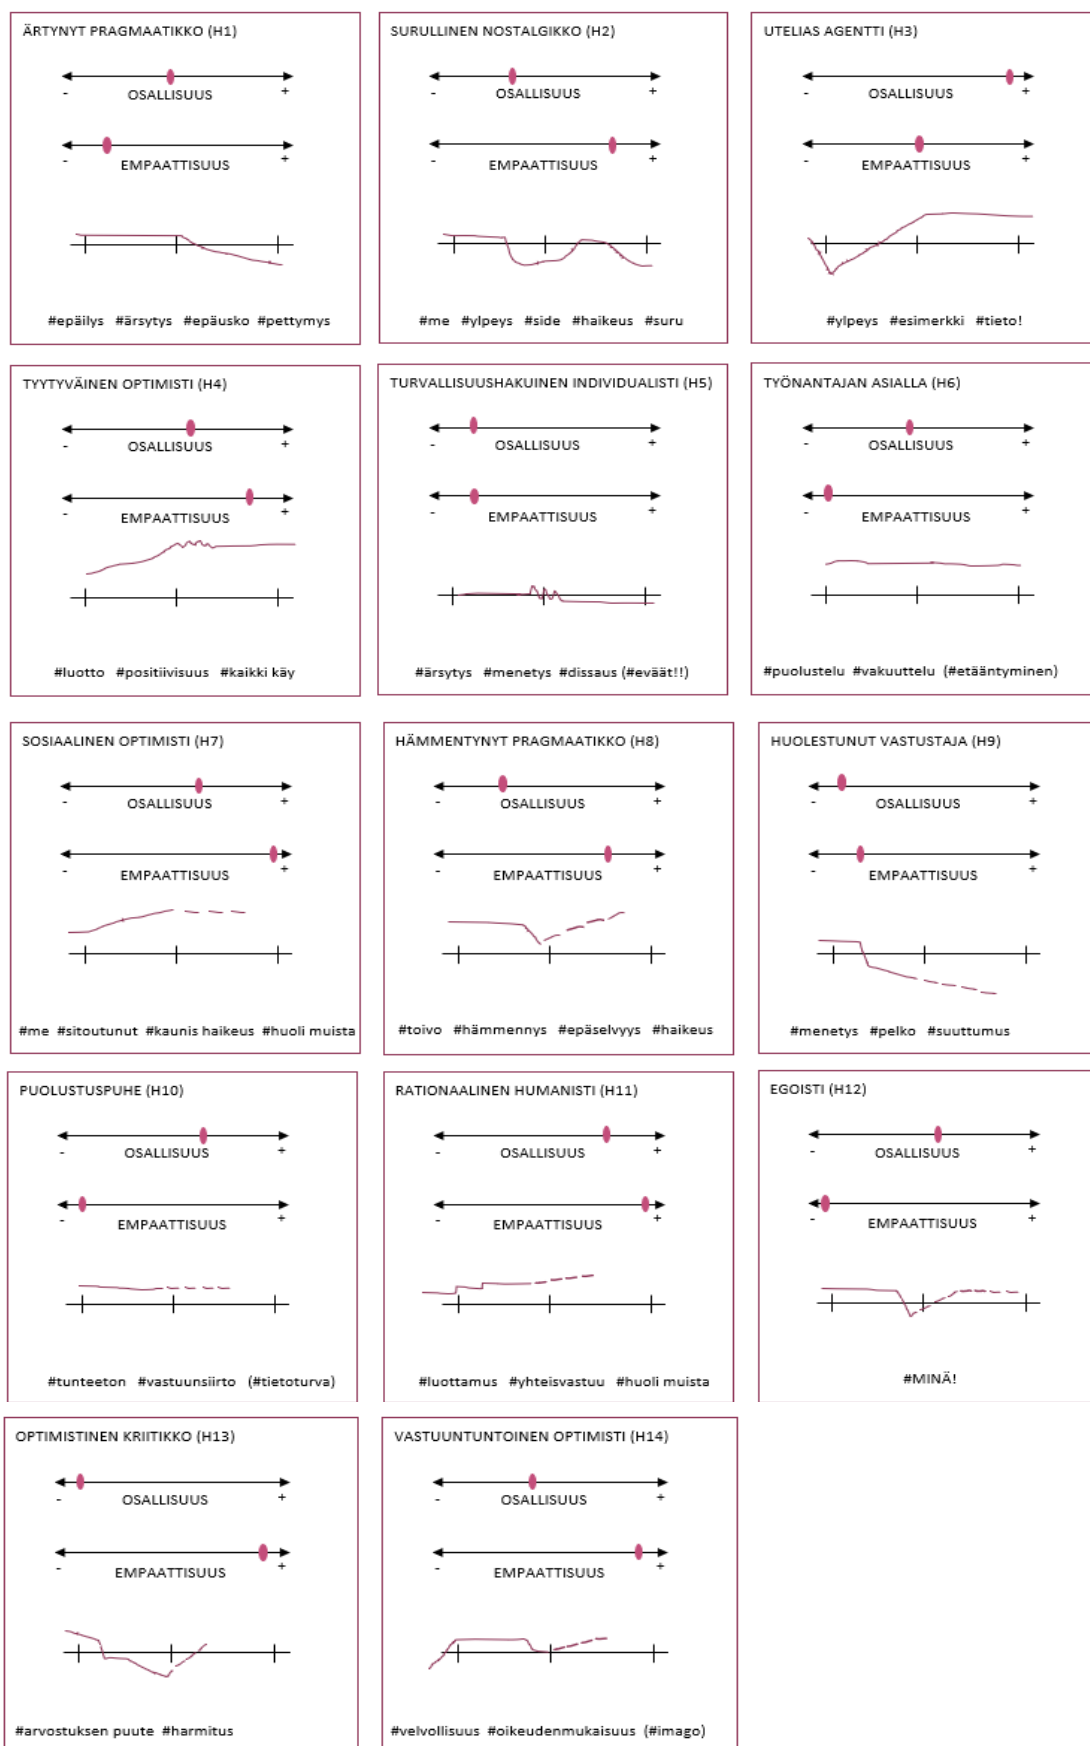 ÄRTYNYT PRAGMAATIKKO (H1)
- OSALLISUUS +
- EMPAATTISUUS +
#epäilys #ärsytys #epäusko #pettymys
SURULLINEN NOSTALGIKKO (H2)
- OSALLISUUS +
- EMPAATTISUUS +
#me #ylpeys #side #haikeus #suru
UTELIAS AGENTTI (H3)
- OSALLISUUS +
- EMPAATTISUUS +
#ylpeys #esimerkki #tieto!
TYYTYVÄINEN OPTIMISTI (H4)
- OSALLISUUS +
- EMPAATTISUUS +
#luotto #positiivisuus #kaikki käy
TURVALLISUUSHAKUINEN INDIVIDUALISTI (H5)
- OSALLISUUS +
- EMPAATTISUUS +
#ärsytys #menetys #dissaus (#eväät!!)
TYÖNANTAJAN ASIALLA (H6)
- OSALLISUUS +
- EMPAATTISUUS +
#puolustelu #vakuuttelu (#etääntyminen)
SOSIAALINEN OPTIMISTI (H7)
- OSALLISUUS +
- EMPAATTISUUS +
#me #sitoutunut #kaunis haikeus #huoli muista
HÄMMENTYNYT PRAGMAATIKKO (H8)
- OSALLISUUS +
- EMPAATTISUUS +
#toivo #hämmennys #epäselvyys #haikeus
HUOLESTUNUT VASTUSTAJA (H9)
- OSALLISUUS +
- EMPAATTISUUS +
#menetys #pelko #suuttumus
PUOLUSTUSPUHE (H10)
- OSALLISUUS +
- EMPAATTISUUS +
#tunteeton #vastuunsiirto (#tietoturva)
RATIONAALINEN HUMANISTI (H11)
- OSALLISUUS +
- EMPAATTISUUS +
#luottamus #yhteisvastuu #huoli muista
EGOISTI (H12)
- OSALLISUUS +
- EMPAATTISUUS +
#MINÄ!
OPTIMISTINEN KRIITIKKO (H13)
- OSALLISUUS +
- EMPAATTISUUS +
#arvostuksen puute #harmitus
VASTUUNTUNTOINEN OPTIMISTI (H14)
- OSALLISUUS +
- EMPAATTISUUS +
#velvollisuus #oikeudenmukaisuus (#imago)